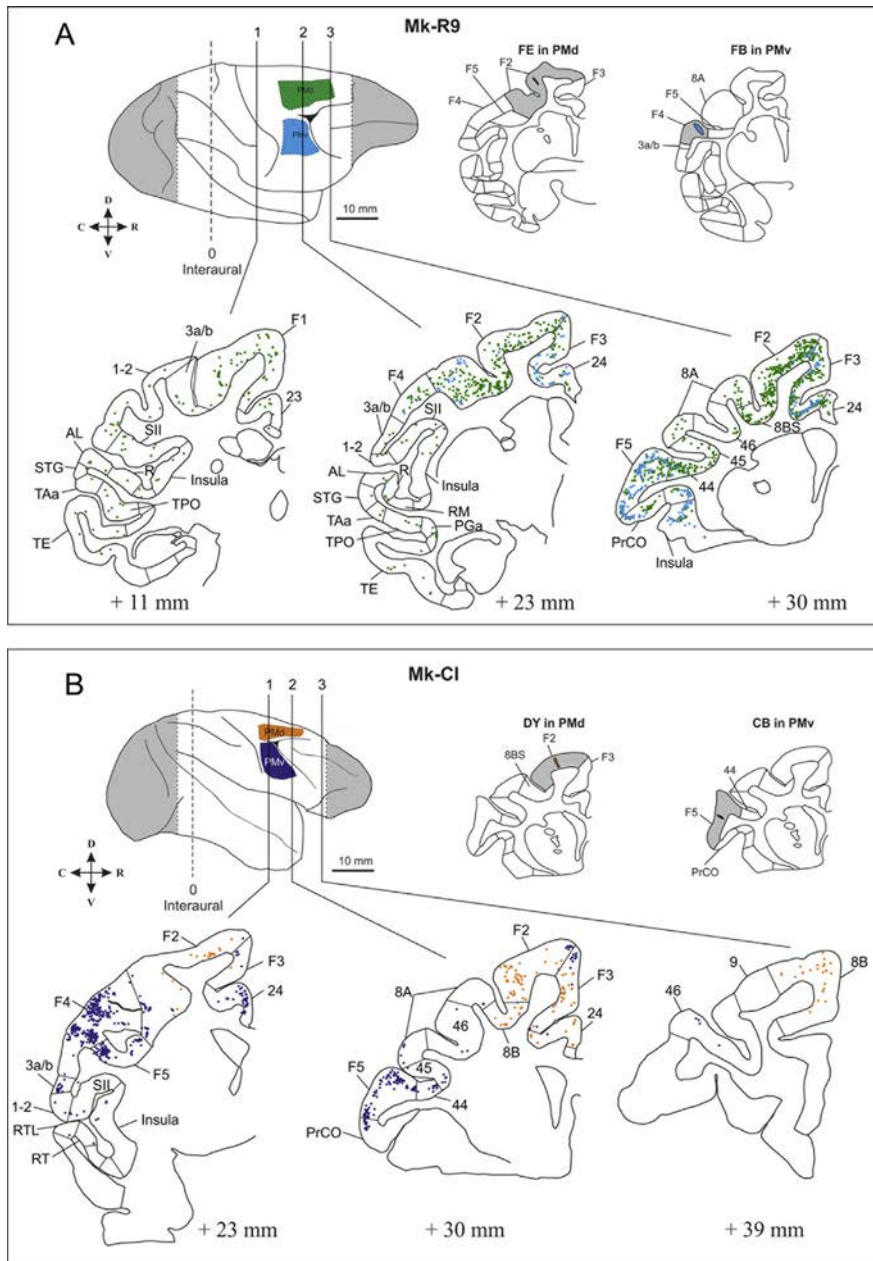 A
Mk-R9
1 2 3
FE in PMd
FB in PMv
F2
F5
F3
F4
8A
F5
F4
3a/b
PMd
PMv
D
C R
V
10 mm
0
Interaural
3a/b
F1
1-2
SII
23
AL
STG
R
Insula
TAa
TPO
TE
+ 11 mm
F2
F3
F4
24
3a/b
SII
1-2
AL
R
Insula
STG
RM
TAa
PGa
TPO
TE
+ 23 mm
F2
F3
8A
24
8BS
46
F5
45
44
PrCO
Insula
+ 30 mm
B
Mk-CI
1 2 3
DY in PMd
CB in PMv
F2
8BS
F3
44
F5
PrCO
PMd
PMv
D
C R
V
10 mm
0
Interaural
F2
F3
F4
24
F5
3a/b
SII
1-2
Insula
RTL
RT
+ 23 mm
F2
8A
F3
46
24
8B
F5
45
44
PrCO
+ 30 mm
9
8B
46
+ 39 mm